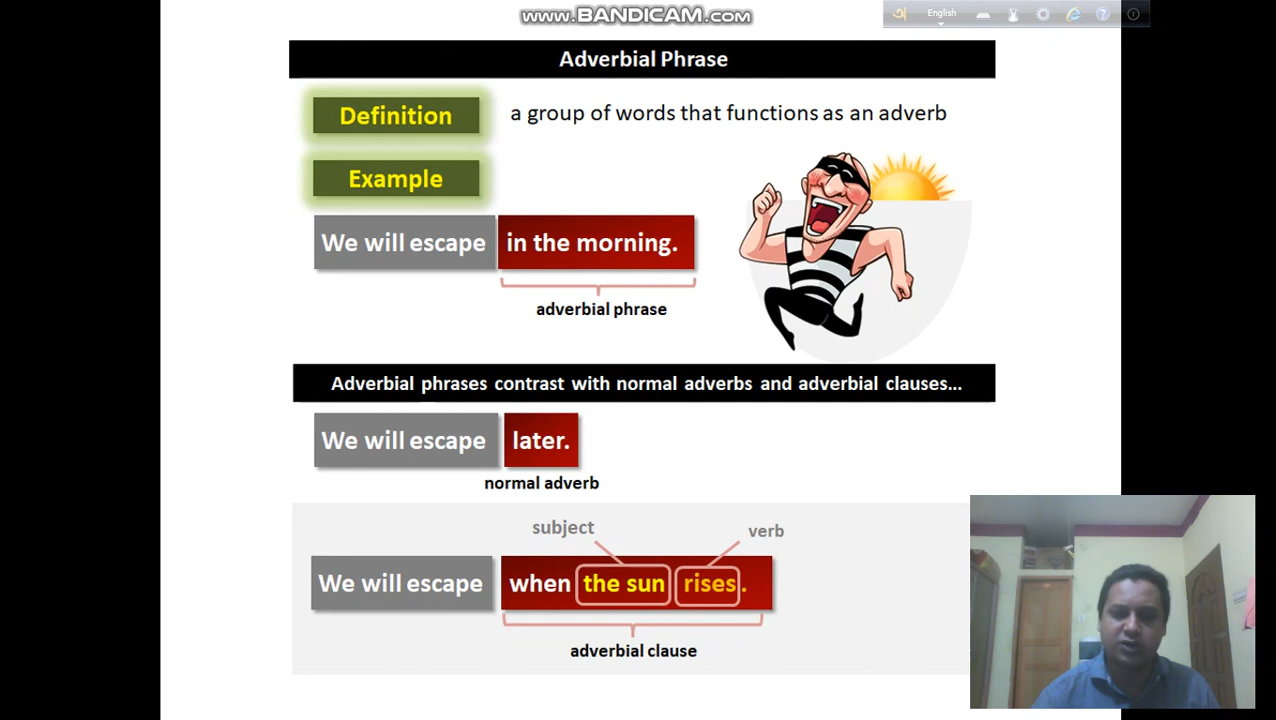 www.BANDICAM.com
English
Adverbial Phrase
Definition
a group of words that functions as an adverb
Example
We will escape in the morning.
adverbial phrase
Adverbial phrases contrast with normal adverbs and adverbial clauses...
We will escape later.
normal adverb
subject
verb
We will escape when the sun rises.
adverbial clause